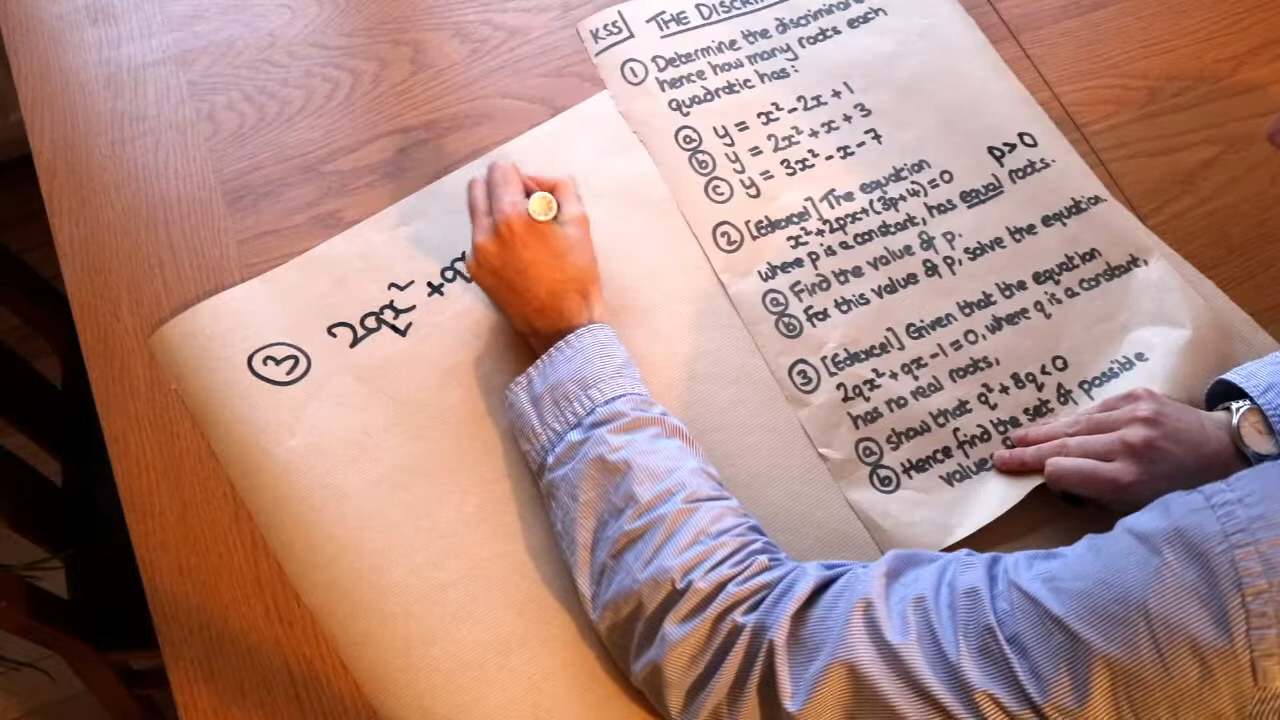 KSS THE DISCRI
① Determine the discriminant
hence how many roots each
quadratic has:
ⓐ y = x² - 2x + 1
ⓑ y = 2x² + x + 3
ⓒ y = 3x² - x - 7
② [Edexcel] The equation p > 0
x² + 2px + (3p + 4) = 0
where p is a constant, has equal roots.
ⓐ Find the value of p.
ⓑ For this value of p, solve the equation.
③ [Edexcel] Given that the equation
2qx² + qx - 1 = 0, where q is a constant,
has no real roots,
ⓐ show that q² + 8q < 0
ⓑ Hence find the set of possible
values
③ 2qx² + qx